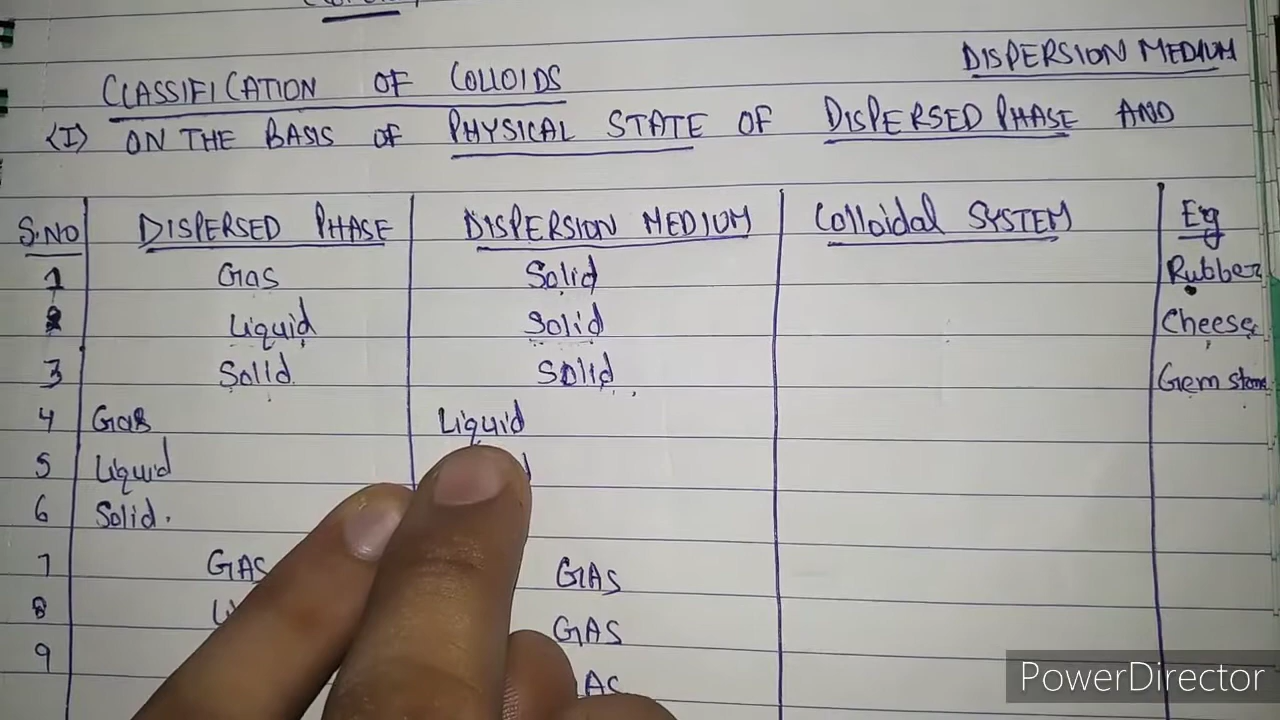 CLASSIFICATION OF COLLOIDS
DISPERSION MEDIUM
(I) ON THE BASIS OF PHYSICAL STATE OF DISPERSED PHASE AND
S.NO DISPERSED PHASE DISPERSION MEDIUM Colloidal SYSTEM Eg
1 Gas Solid Rubber
2 Liquid Solid Cheese
3 Solid Solid Gem stone
4 Gas Liquid
5 Liquid
6 Solid.
7 GAS GAS
8 GAS
9
PowerDirector